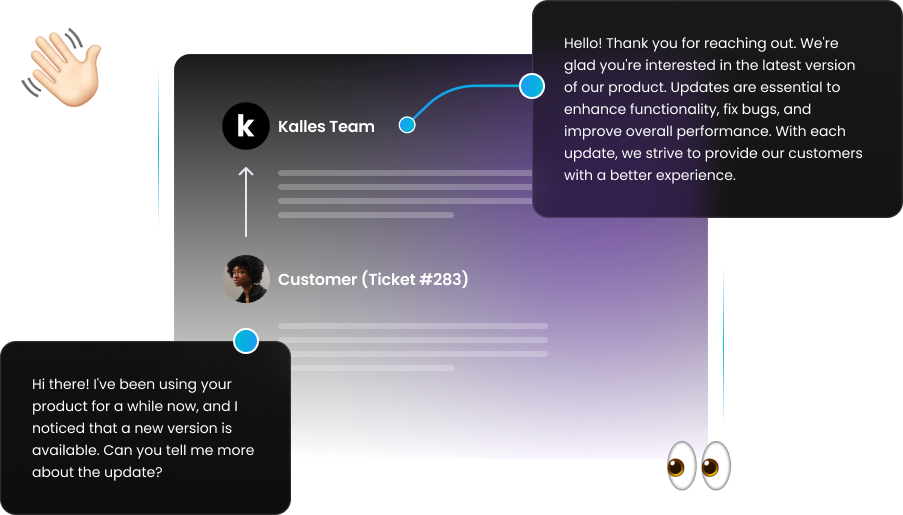 Hello! Thank you for reaching out. We're
glad you're interested in the latest version
of our product. Updates are essential to
enhance functionality, fix bugs, and
improve overall performance. With each
update, we strive to provide our customers
with a better experience.
k
Kalles Team
Customer (Ticket #283)
Hi there! I've been using your
product for a while now, and I
noticed that a new version is
available. Can you tell me more
about the update?